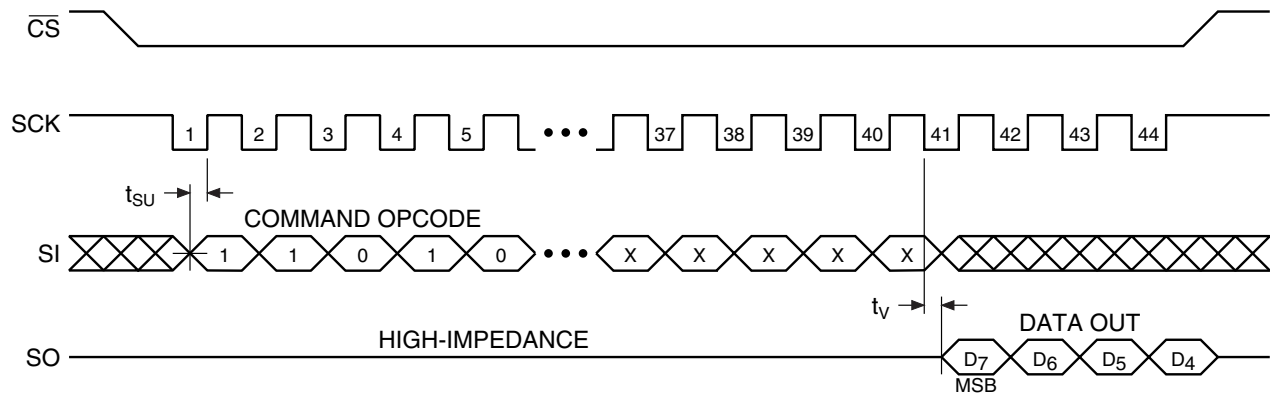 CS
SCK 1 2 3 4 5 ••• 37 38 39 40 41 42 43 44
tSU
COMMAND OPCODE
SI 1 1 0 1 0 ••• X X X X X
tV
HIGH-IMPEDANCE DATA OUT
SO D7 D6 D5 D4
MSB